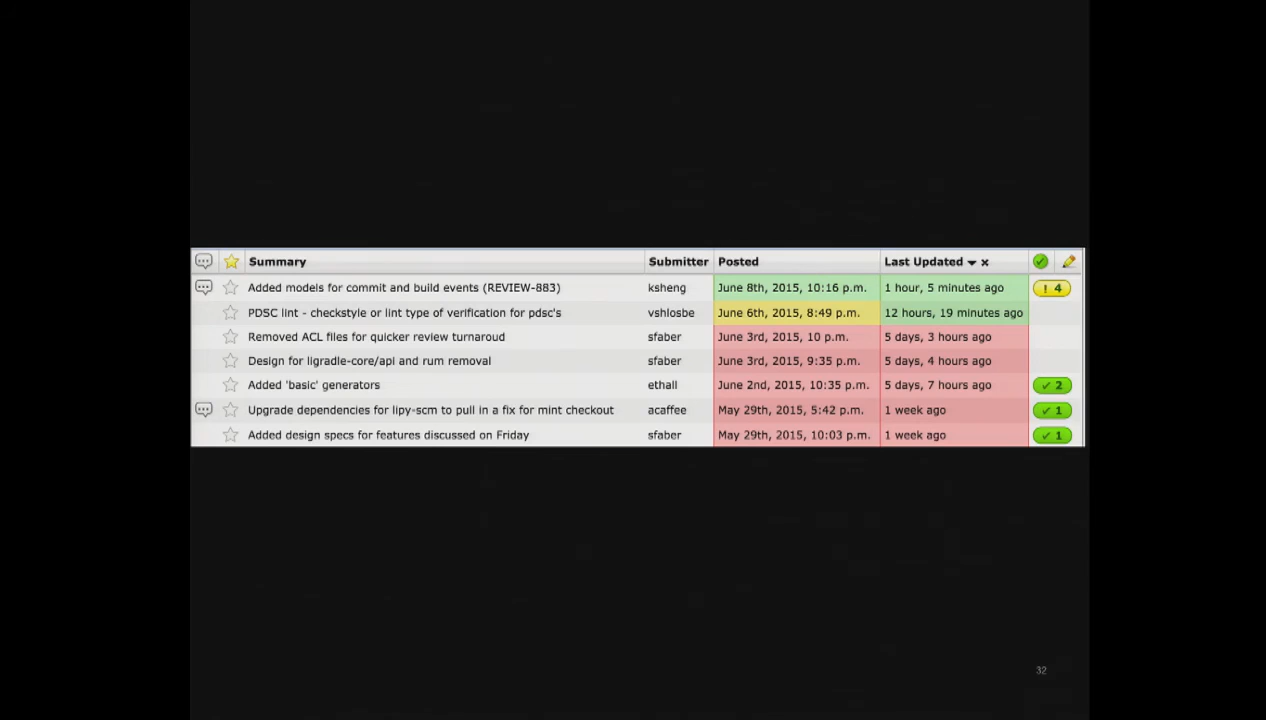 Summary Submitter Posted Last Updated
Added models for commit and build events (REVIEW-883) ksheng June 8th, 2015, 10:16 p.m. 1 hour, 5 minutes ago ! 4
PDSC lint - checkstyle or lint type of verification for pdsc's vshlosbe June 6th, 2015, 8:49 p.m. 12 hours, 19 minutes ago
Removed ACL files for quicker review turnaround sfaber June 3rd, 2015, 10 p.m. 5 days, 3 hours ago
Design for ligradle-core/api and rum removal sfaber June 3rd, 2015, 9:35 p.m. 5 days, 4 hours ago
Added 'basic' generators ethall June 2nd, 2015, 10:35 p.m. 5 days, 7 hours ago 2
Upgrade dependencies for lipy-scm to pull in a fix for mint checkout acaffee May 29th, 2015, 5:42 p.m. 1 week ago 1
Added design specs for features discussed on Friday sfaber May 29th, 2015, 10:03 p.m. 1 week ago 1
32